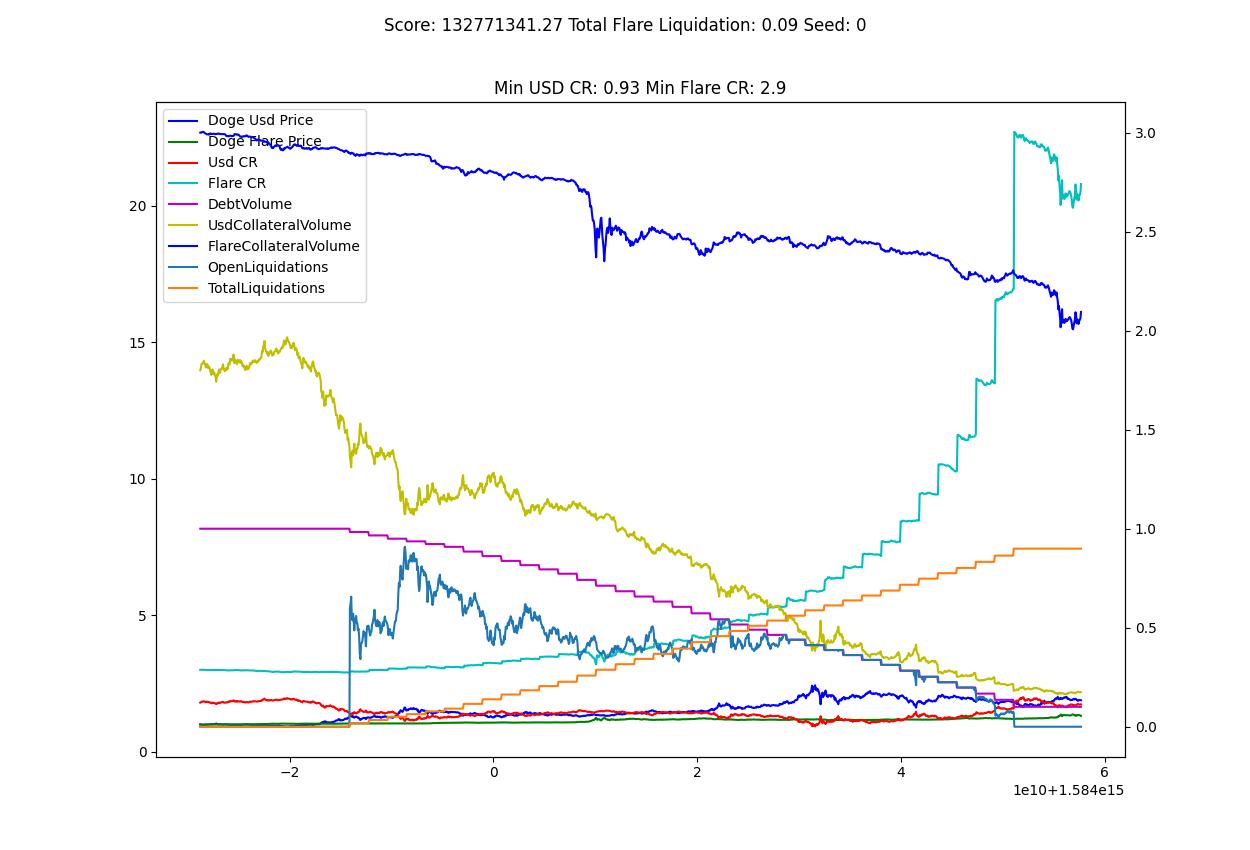 Score: 132771341.27 Total Flare Liquidation: 0.09 Seed: 0
Min USD CR: 0.93 Min Flare CR: 2.9
Doge Usd Price
Doge Flare Price
Usd CR
Flare CR
DebtVolume
UsdCollateralVolume
FlareCollateralVolume
OpenLiquidations
TotalLiquidations
20
15
10
5
0
3.0
2.5
2.0
1.5
1.0
0.5
0.0
−2
0
2
4
6
1e10+1.584e15